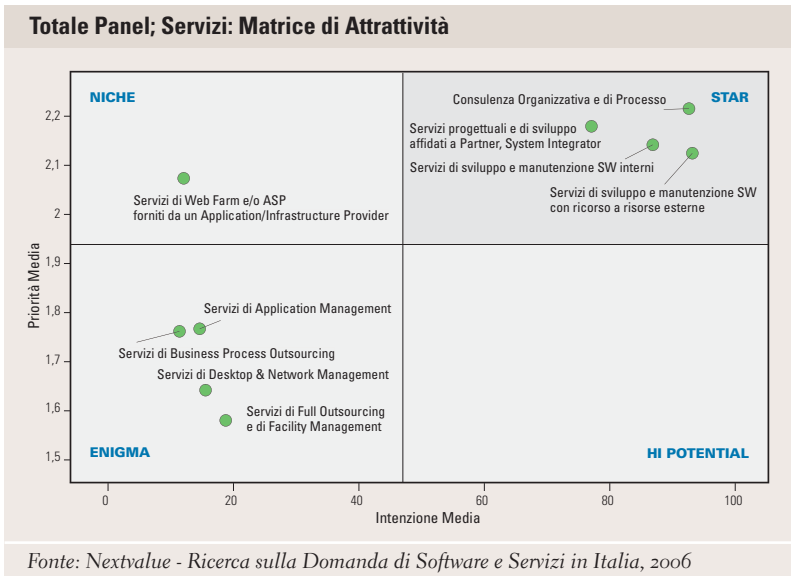 Totale Panel; Servizi: Matrice di Attrattività
NICHE
STAR
Consulenza Organizzativa e di Processo
Servizi progettuali e di sviluppo
affidati a Partner, System Integrator
Servizi di sviluppo e manutenzione SW interni
Servizi di sviluppo e manutenzione SW
con ricorso a risorse esterne
Servizi di Web Farm e/o ASP
forniti da un Application/Infrastructure Provider
Servizi di Application Management
Servizi di Business Process Outsourcing
Servizi di Desktop & Network Management
Servizi di Full Outsourcing
e di Facility Management
ENIGMA
HI POTENTIAL
Priorità Media
2,2
2,1
2
1,9
1,8
1,7
1,6
1,5
0 20 40 60 80 100
Intenzione Media
Fonte: Nextvalue - Ricerca sulla Domanda di Software e Servizi in Italia, 2006